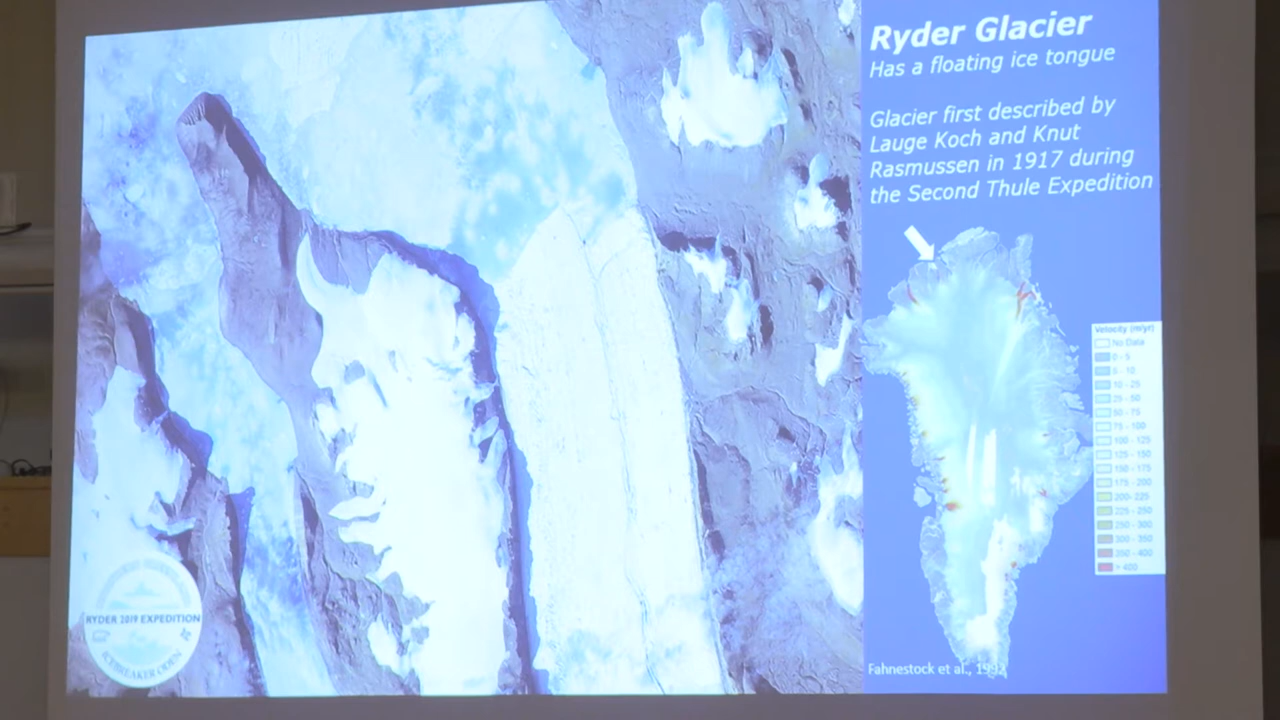 Ryder Glacier
Has a floating ice tongue
Glacier first described by
Lauge Koch and Knut
Rasmussen in 1917 during
the Second Thule Expedition
Velocity (m/yr)
No Data
0 - 5
5 - 10
10 - 25
25 - 50
50 - 75
75 - 100
100 - 125
125 - 150
150 - 175
175 - 200
200- 225
225 - 250
250 - 300
300 - 350
350 - 400
> 400
RYDER 2019 EXPEDITION
ICEBREAKER ODEN
Fahnestock et al.,